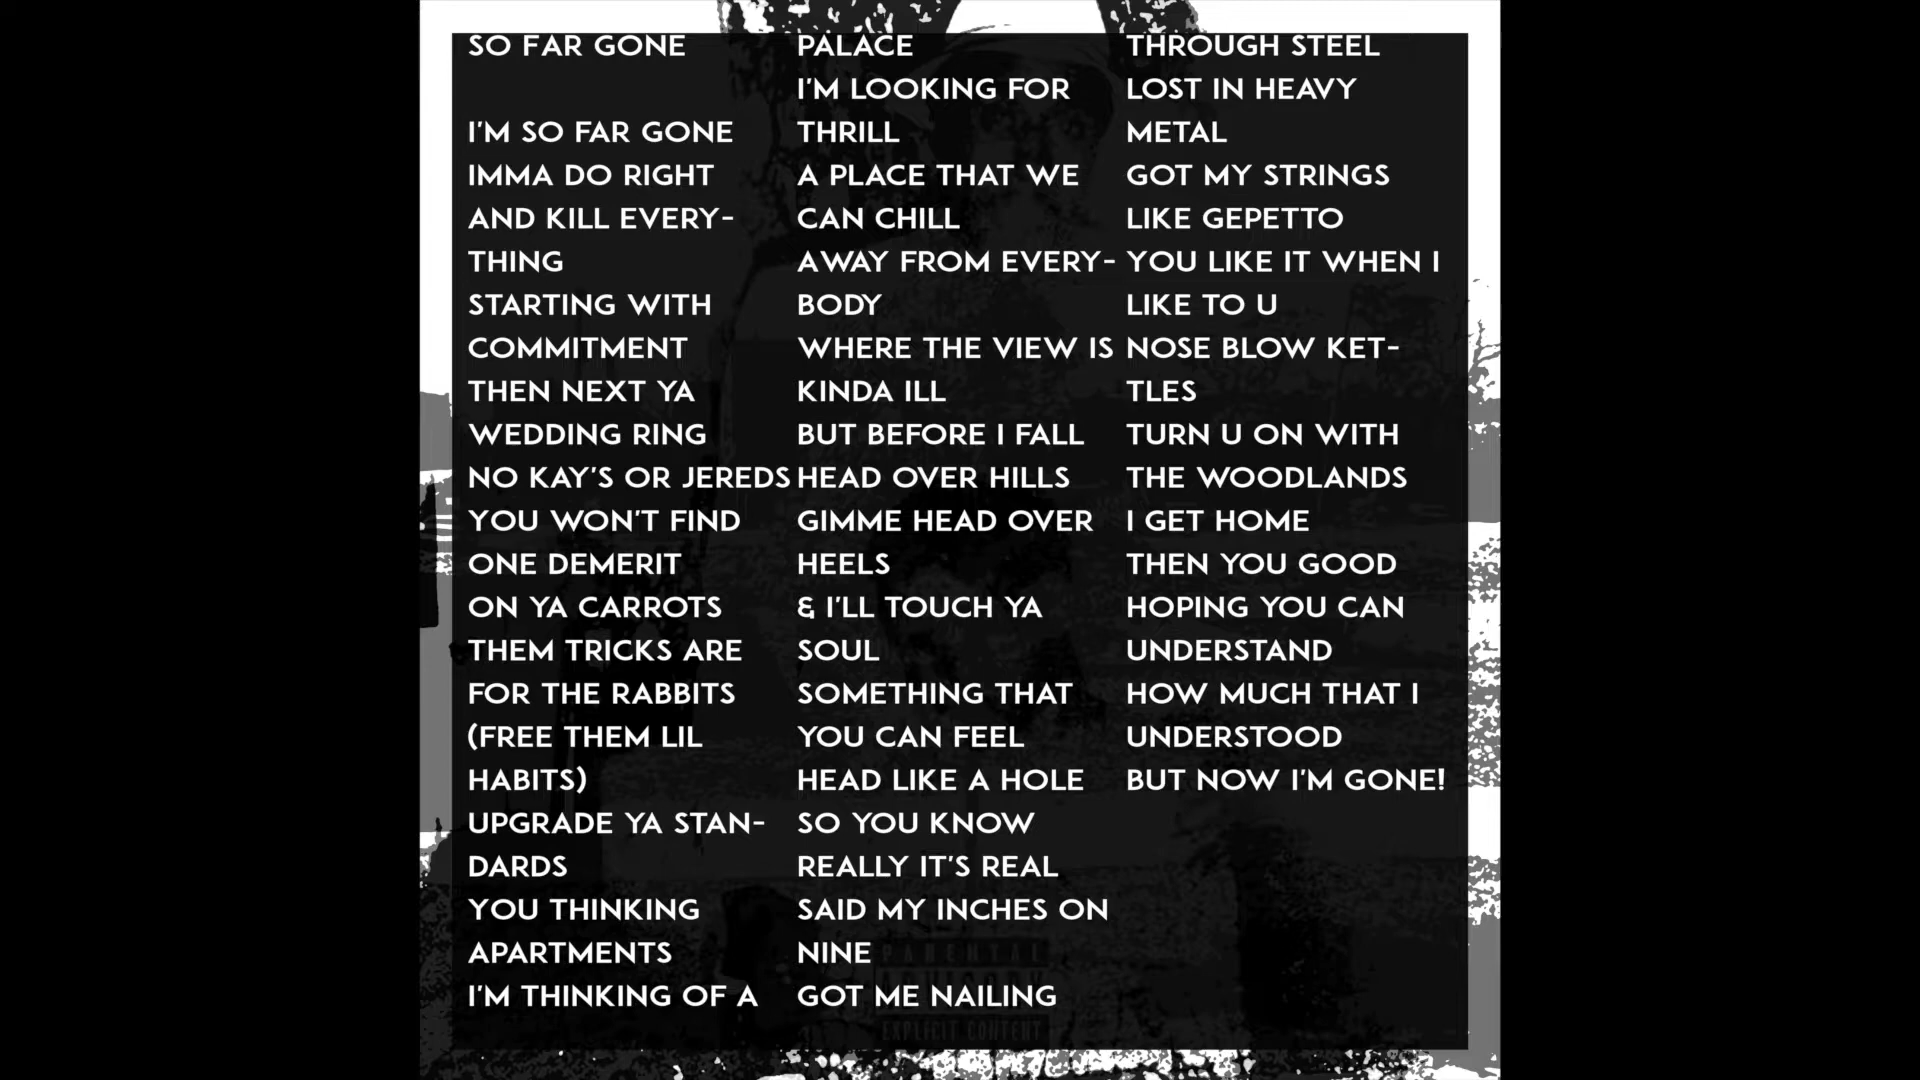 SO FAR GONE
I'M SO FAR GONE
IMMA DO RIGHT
AND KILL EVERY-
THING
STARTING WITH
COMMITMENT
THEN NEXT YA
WEDDING RING
NO KAY'S OR JEREDS
YOU WON'T FIND
ONE DEMERIT
ON YA CARROTS
THEM TRICKS ARE
FOR THE RABBITS
(FREE THEM LIL
HABITS)
UPGRADE YA STAN-
DARDS
YOU THINKING
APARTMENTS
I'M THINKING OF A
PALACE
I'M LOOKING FOR
THRILL
A PLACE THAT WE
CAN CHILL
AWAY FROM EVERY-
BODY
WHERE THE VIEW IS
KINDA ILL
BUT BEFORE I FALL
HEAD OVER HILLS
GIMME HEAD OVER
HEELS
& I'LL TOUCH YA
SOUL
SOMETHING THAT
YOU CAN FEEL
HEAD LIKE A HOLE
SO YOU KNOW
REALLY IT'S REAL
SAID MY INCHES ON
NINE
GOT ME NAILING
THROUGH STEEL
LOST IN HEAVY
METAL
GOT MY STRINGS
LIKE GEPETTO
YOU LIKE IT WHEN I
LIKE TO U
NOSE BLOW KET-
TLES
TURN U ON WITH
THE WOODLANDS
I GET HOME
THEN YOU GOOD
HOPING YOU CAN
UNDERSTAND
HOW MUCH THAT I
UNDERSTOOD
BUT NOW I'M GONE!
PARENTAL
ADVISORY
EXPLICIT CONTENT